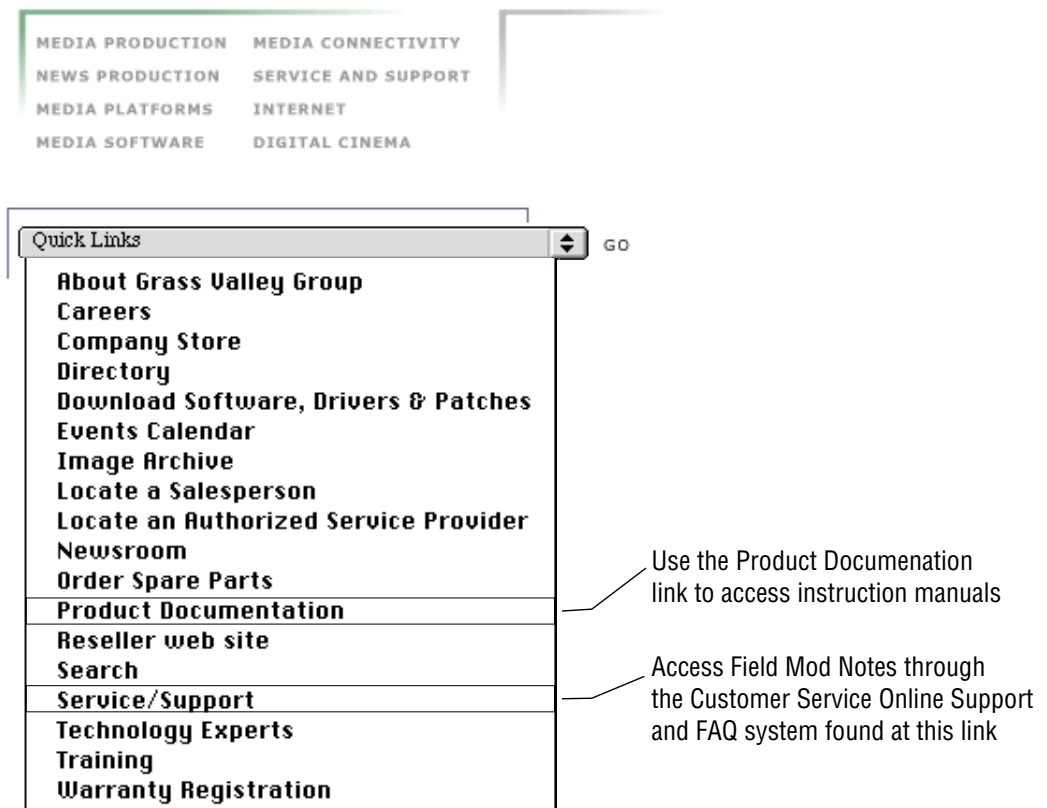 MEDIA PRODUCTION MEDIA CONNECTIVITY
NEWS PRODUCTION SERVICE AND SUPPORT
MEDIA PLATFORMS INTERNET
MEDIA SOFTWARE DIGITAL CINEMA
Quick Links GO
About Grass Valley Group
Careers
Company Store
Directory
Download Software, Drivers & Patches
Events Calendar
Image Archive
Locate a Salesperson
Locate an Authorized Service Provider
Newsroom
Order Spare Parts
Product Documentation
Reseller web site
Search
Service/Support
Technology Experts
Training
Warranty Registration
Use the Product Documenation
link to access instruction manuals
Access Field Mod Notes through
the Customer Service Online Support
and FAQ system found at this link